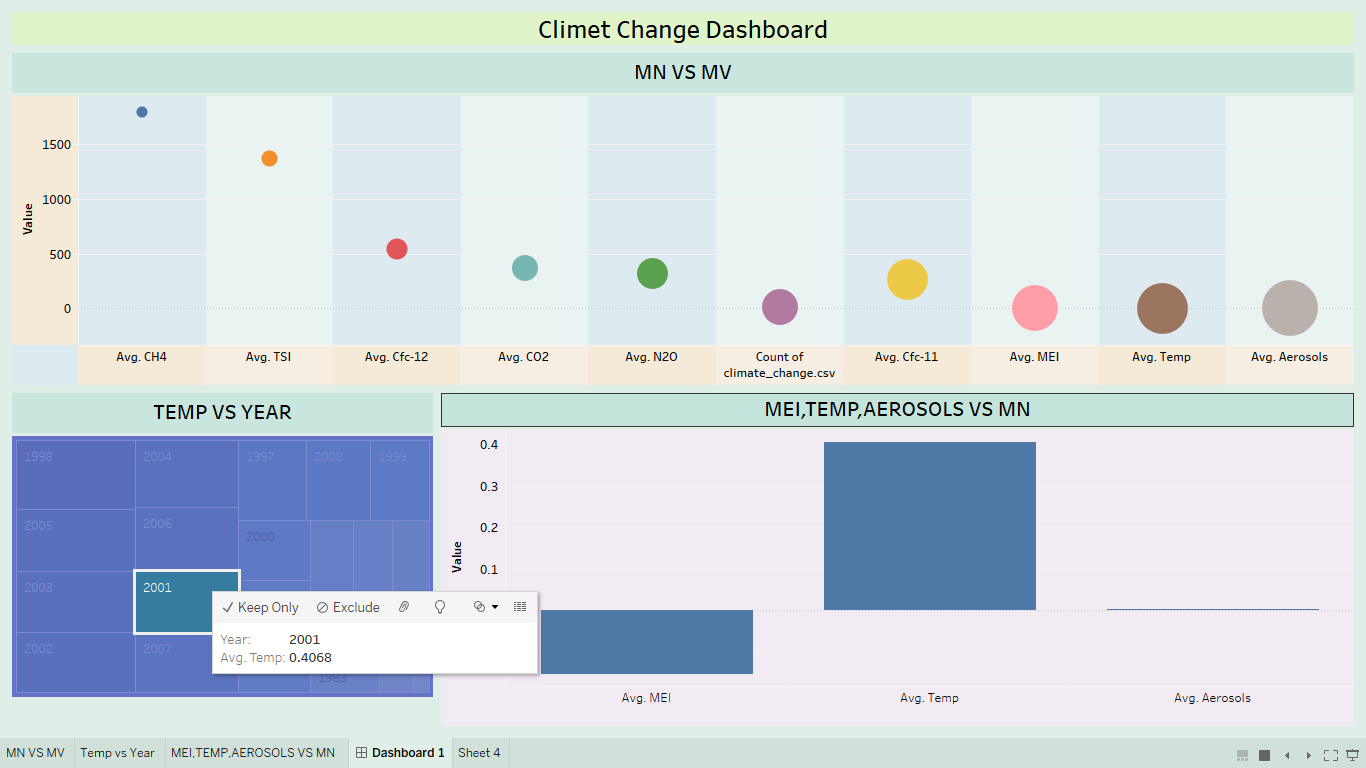 Climet Change Dashboard
MN VS MV
Value
1500
1000
500
0
Avg. CH4
Avg. TSI
Avg. Cfc-12
Avg. CO2
Avg. N2O
Count of
climate_change.csv
Avg. Cfc-11
Avg. MEI
Avg. Temp
Avg. Aerosols
TEMP VS YEAR
1998
2004
1997
2008
1999
2005
2006
2000
2003
2001
2002
2007
1983
Keep Only
Exclude
Year: 2001
Avg. Temp: 0.4068
MEI,TEMP,AEROSOLS VS MN
Value
0.4
0.3
0.2
0.1
Avg. MEI
Avg. Temp
Avg. Aerosols
MN VS MV
Temp vs Year
MEI,TEMP,AEROSOLS VS MN
Dashboard 1
Sheet 4